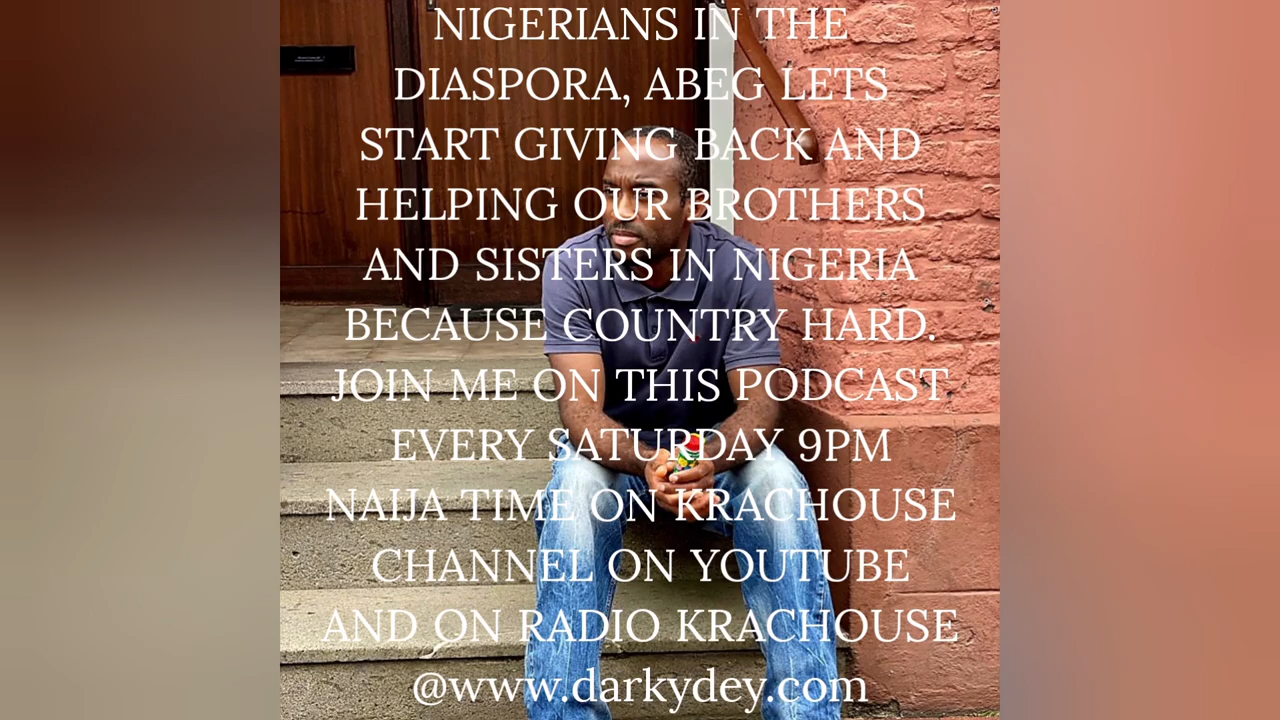 NIGERIANS IN THE
DIASPORA, ABEG LETS
START GIVING BACK AND
HELPING OUR BROTHERS
AND SISTERS IN NIGERIA
BECAUSE COUNTRY HARD.
JOIN ME ON THIS PODCAST
EVERY SATURDAY 9PM
NAIJA TIME ON KRACHOUSE
CHANNEL ON YOUTUBE
AND ON RADIO KRACHOUSE
@www.darkydey.com